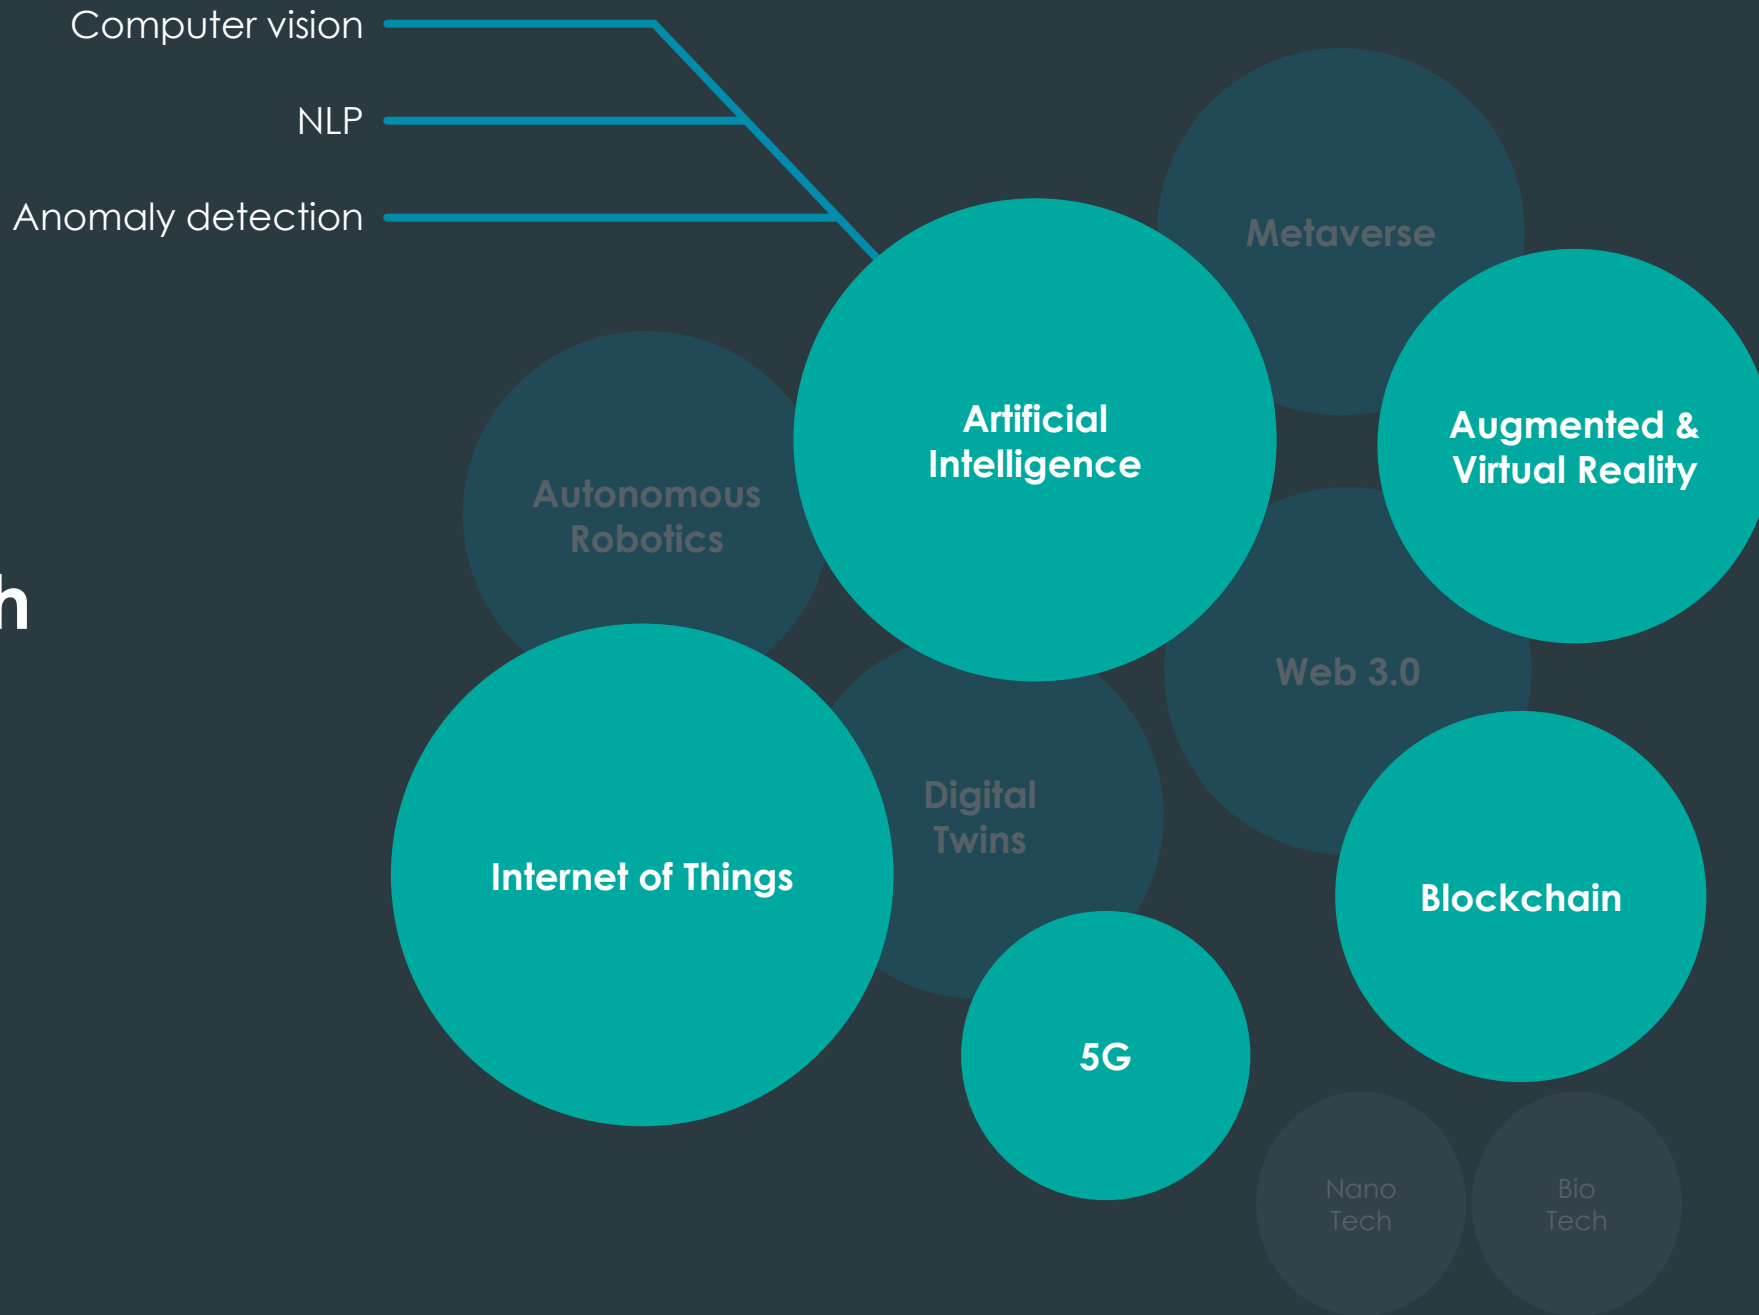 Computer vision
NLP
Anomaly detection
Metaverse
Artificial
Intelligence
Augmented &
Virtual Reality
Autonomous
Robotics
h
Web 3.0
Digital
Twins
Internet of Things
Blockchain
5G
Nano
Tech
Bio
Tech